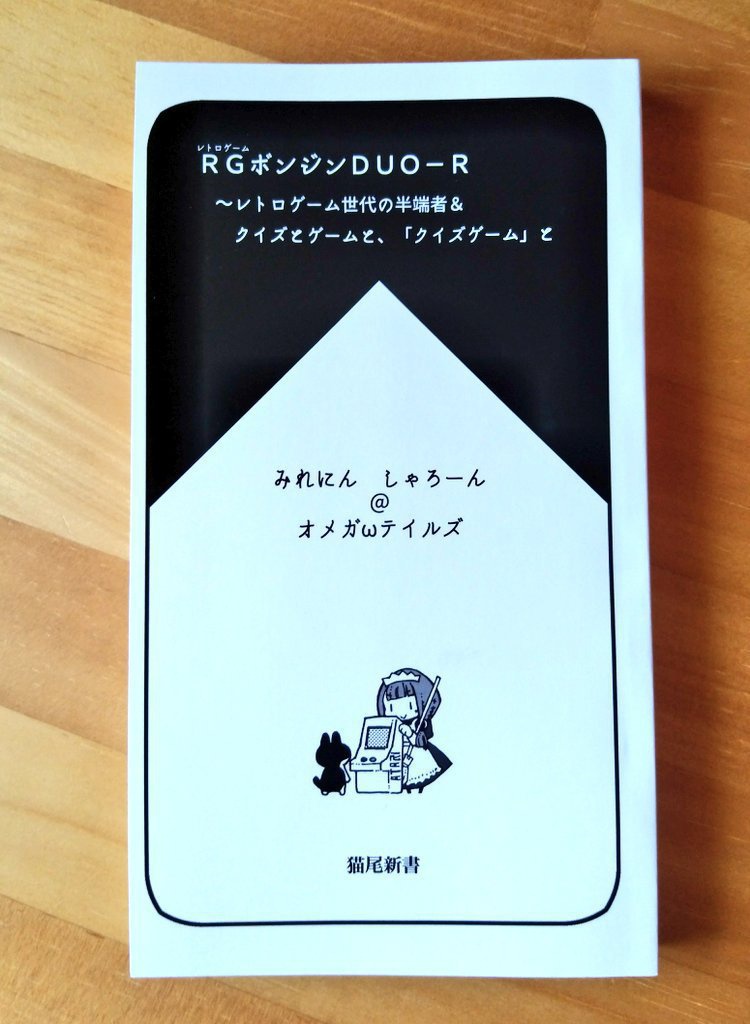 レトロゲーム
RGボンジンDUO－R
～レトロゲーム世代の半端者＆
クイズとゲームと、「クイズゲーム」と
みれにん　しゃろーん
@
オメガωテイルズ
ATARI
猫尾新書